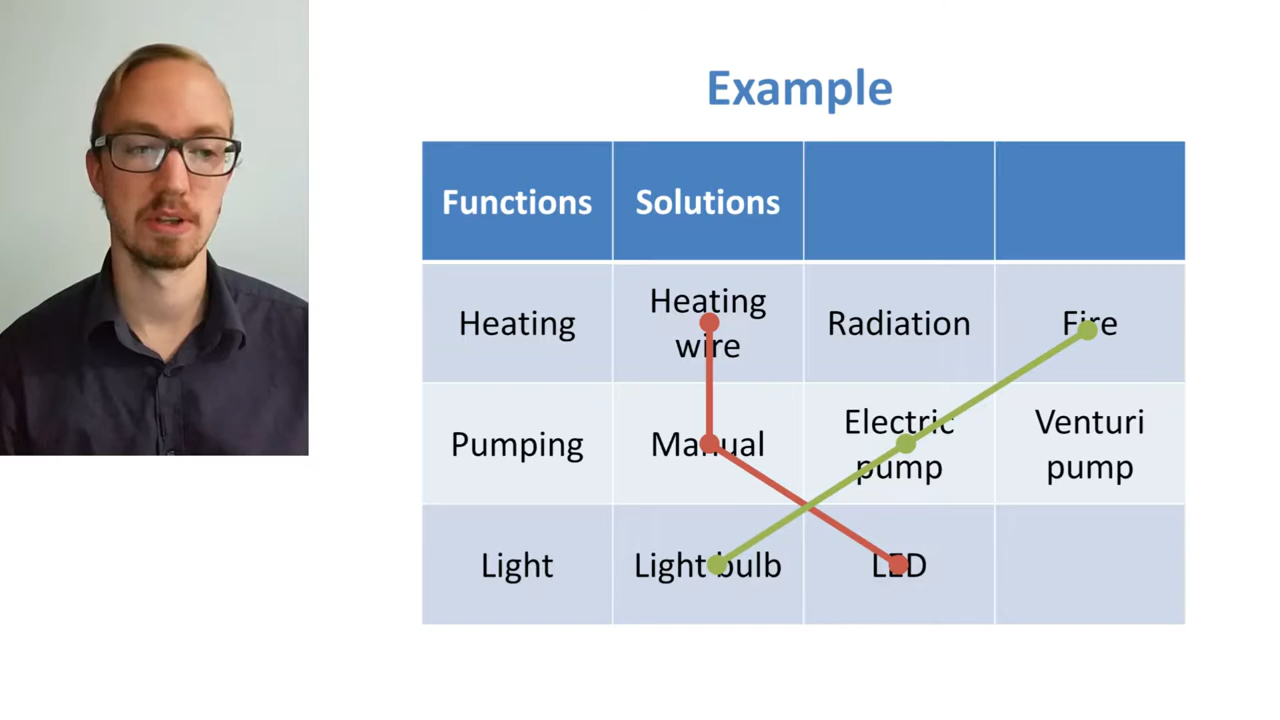 Example
Functions Solutions
Heating Heating wire Radiation Fire
Pumping Manual Electric pump Venturi pump
Light Light bulb LED